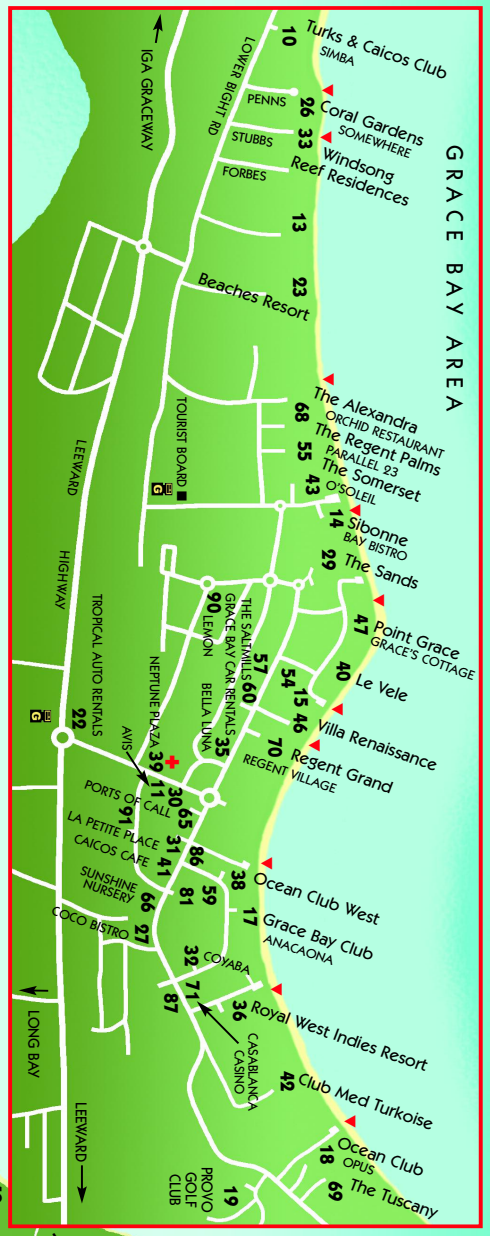 GRACE BAY AREA
IGA GRACEWAY
LOWER BIGHT RD
10
Turks & Caicos Club
SIMBA
PENNS
26
Coral Gardens
SOMEWHERE
STUBBS
33
Windsong
Reef Residences
FORBES
13
23
Beaches Resort
The Alexandra
ORCHID RESTAURANT
68
The Regent Palms
PARALLEL 23
55
The Somerset
O'SOLEIL
43
TOURIST BOARD
G
14
Sibonne
BAY BISTRO
29
The Sands
47
Point Grace
GRACE'S COTTAGE
40
Le Vele
LEEWARD
HIGHWAY
90
LEMON
THE SALTMILLS
57
GRACE BAY CAR RENTALS
60
54
15
46
Villa Renaissance
BELLA LUNA
35
70
Regent Grand
REGENT VILLAGE
TROPICAL AUTO RENTALS
22
G
NEPTUNE PLAZA
39
AVIS
11
30
PORTS OF CALL
65
91
LA PETITE PLACE
31
86
CAICOS CAFE
41
38
Ocean Club West
59
81
SUNSHINE
NURSERY
66
17
Grace Bay Club
ANACAONA
COCO BISTRO
27
32
COYABA
71
87
36
Royal West Indies Resort
CASABLANCA
CASINO
LONG BAY
42
Club Med Turkoise
LEEWARD
18
Ocean Club
OPUS
69
The Tuscany
PROVO
GOLF
CLUB
19